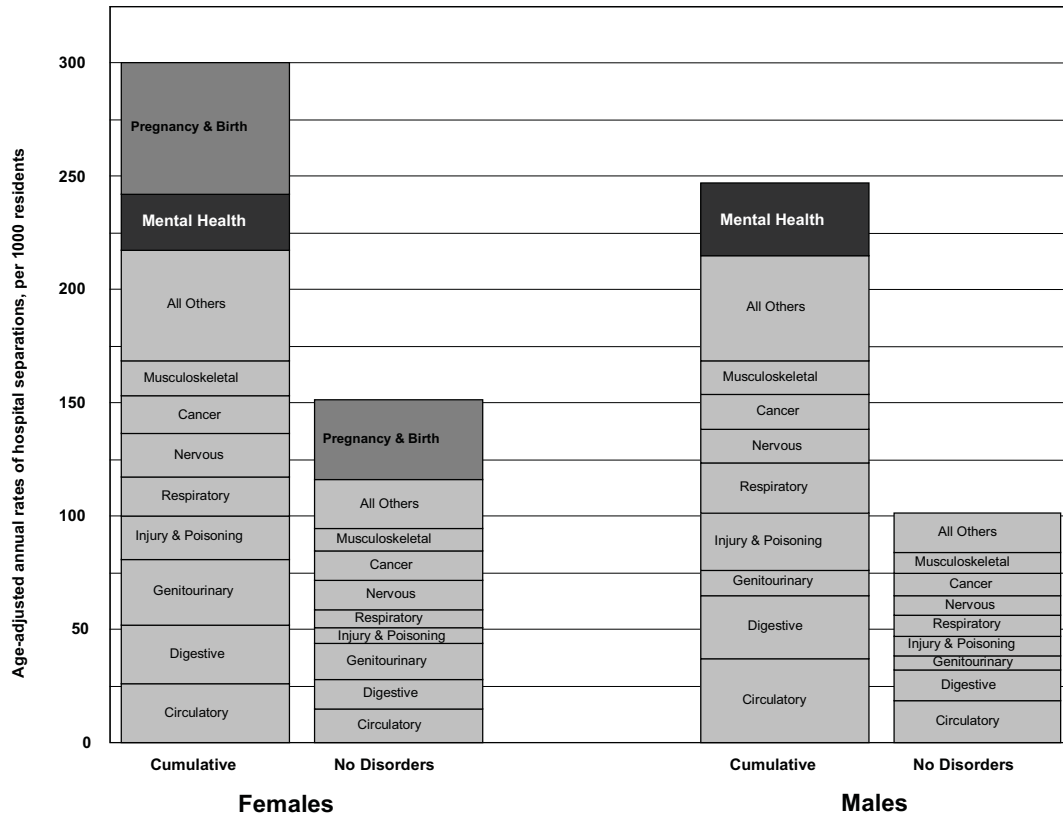 Age-adjusted annual rates of hospital separations, per 1000 residents
300
250
200
150
100
50
0
Pregnancy & Birth
Mental Health
All Others
Musculoskeletal
Cancer
Nervous
Respiratory
Injury & Poisoning
Genitourinary
Digestive
Circulatory
Pregnancy & Birth
All Others
Musculoskeletal
Cancer
Nervous
Respiratory
Injury & Poisoning
Genitourinary
Digestive
Circulatory
Mental Health
All Others
Musculoskeletal
Cancer
Nervous
Respiratory
Injury & Poisoning
Genitourinary
Digestive
Circulatory
All Others
Musculoskeletal
Cancer
Nervous
Respiratory
Injury & Poisoning
Genitourinary
Digestive
Circulatory
Cumulative
No Disorders
Cumulative
No Disorders
Females
Males